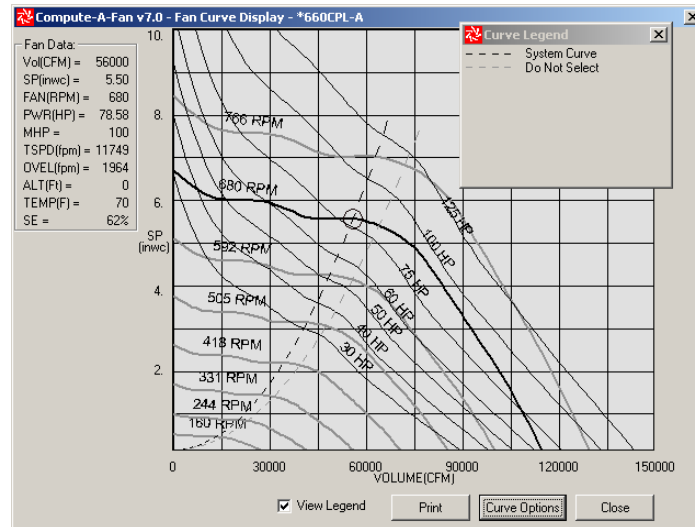 Compute-A-Fan v7.0 - Fan Curve Display - *660CPL-A
Fan Data:
Vol(CFM) = 56000
SP(inwc) = 5.50
FAN(RPM) = 680
PWR(HP) = 78.58
MHP = 100
TSPD(fpm) = 11749
OVEL(fpm) = 1964
ALT(Ft) = 0
TEMP(F) = 70
SE = 62%
Curve Legend
System Curve
Do Not Select
10.
8.
6.
SP
(inwc)
4.
2.
766 RPM
680 RPM
592 RPM
505 RPM
418 RPM
331 RPM
244 RPM
160 RPM
125 HP
100 HP
75 HP
60 HP
50 HP
40 HP
30 HP
0 30000 60000 90000 120000 150000
VOLUME(CFM)
View Legend Print Curve Options Close